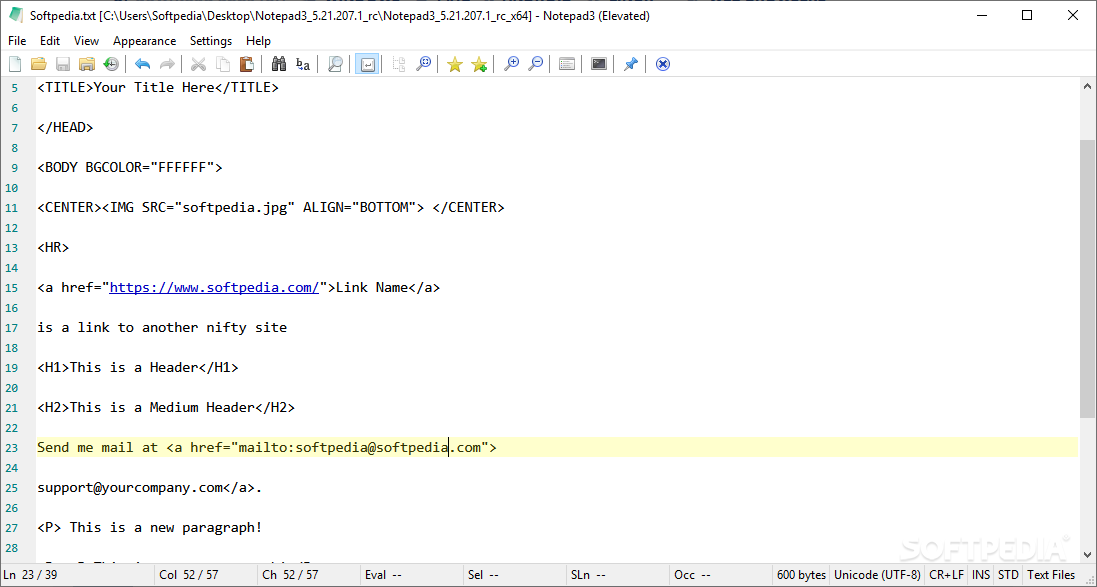 Softpedia.txt [C:\Users\Softpedia\Desktop\Notepad3_5.21.207.1_rc\Notepad3_5.21.207.1_rc_x64] - Notepad3 (Elevated)
File Edit View Appearance Settings Help
5 <TITLE>Your Title Here</TITLE>
6
7 </HEAD>
8
9 <BODY BGCOLOR="FFFFFF">
10
11 <CENTER><IMG SRC="softpedia.jpg" ALIGN="BOTTOM"> </CENTER>
12
13 <HR>
14
15 <a href="https://www.softpedia.com/">Link Name</a>
16
17 is a link to another nifty site
18
19 <H1>This is a Header</H1>
20
21 <H2>This is a Medium Header</H2>
22
23 Send me mail at <a href="mailto:softpedia@softpedia.com">
24
25 support@yourcompany.com</a>.
26
27 <P> This is a new paragraph!
28
SOFTPEDIA
Ln 23 / 39 Col 52 / 57 Ch 52 / 57 Eval -- Sel -- SLn -- Occ -- 600 bytes Unicode (UTF-8) CR+LF INS STD Text Files